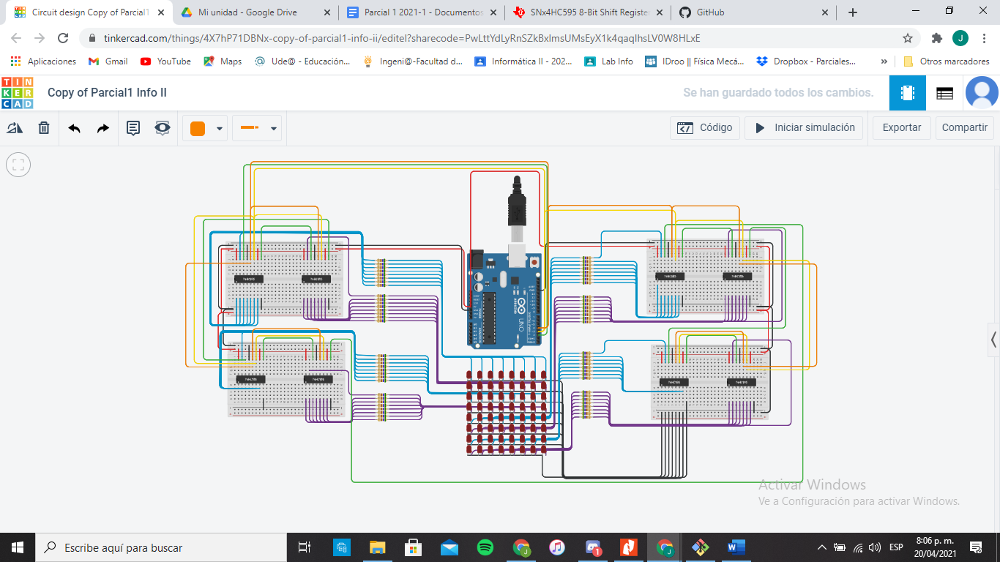 Circuit design Copy of Parcial1
Mi unidad - Google Drive
Parcial 1 2021-1 - Documentos
SNx4HC595 8-Bit Shift Register
GitHub
tinkercad.com/things/4X7hP71DBNx-copy-of-parcial1-info-ii/editel?sharecode=PwLttYdLyRnSZkBxlmsUMsEyX1k4qaqlhsLV0W8HLxE
J
Aplicaciones
Gmail
YouTube
Maps
Ude@ - Educación...
Ingeni@-Facultad d...
Informática II - 202...
Lab Info
IDroo || Física Mecá...
Dropbox - Parciales...
»
Otros marcadores
TIN
KER
CAD
Copy of Parcial1 Info II
Se han guardado todos los cambios.
Código
Iniciar simulación
Exportar
Compartir
UNO
ARDUINO
Activar Windows
Ve a Configuración para activar Windows.
Escribe aquí para buscar
1
ESP
8:06 p. m.
20/04/2021